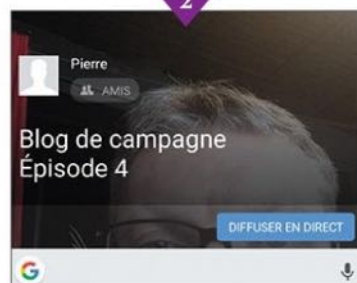 2
Pierre
AMIS
Blog de campagne
Épisode 4
DIFFUSER EN DIRECT
G